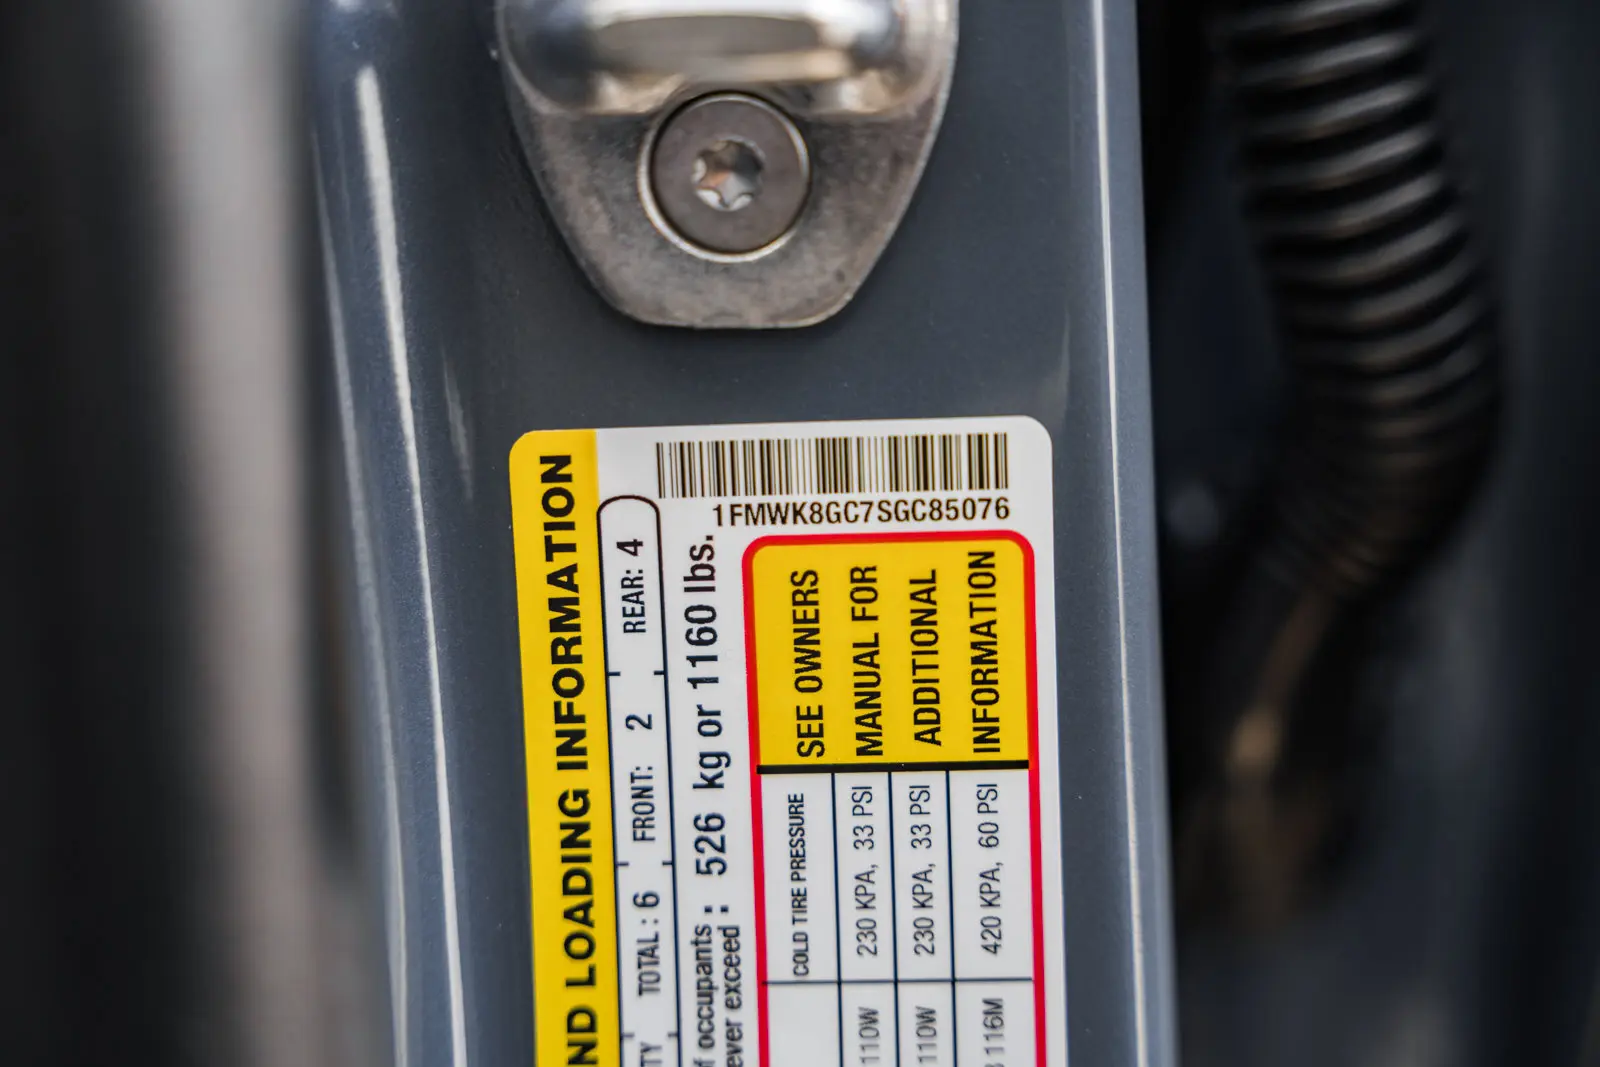 1FMWK8GC7SGC85076
ND LOADING INFORMATION
TY TOTAL : 6 FRONT: 2 REAR: 4
f occupants :
ever exceed : 526 kg or 1160 lbs.
COLD TIRE PRESSURE
110W 230 KPA, 33 PSI
110W 230 KPA, 33 PSI
116M 420 KPA, 60 PSI
SEE OWNERS
MANUAL FOR
ADDITIONAL
INFORMATION